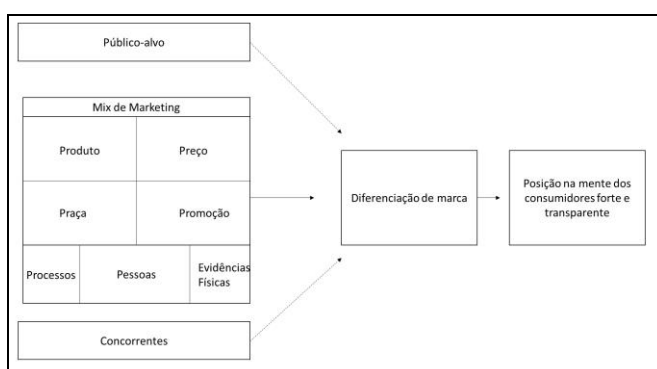 Público-alvo
Mix de Marketing
Produto
Preço
Praça
Promoção
Processos
Pessoas
Evidências
Físicas
Concorrentes
Diferenciação de marca
Posição na mente dos
consumidores forte e
transparente